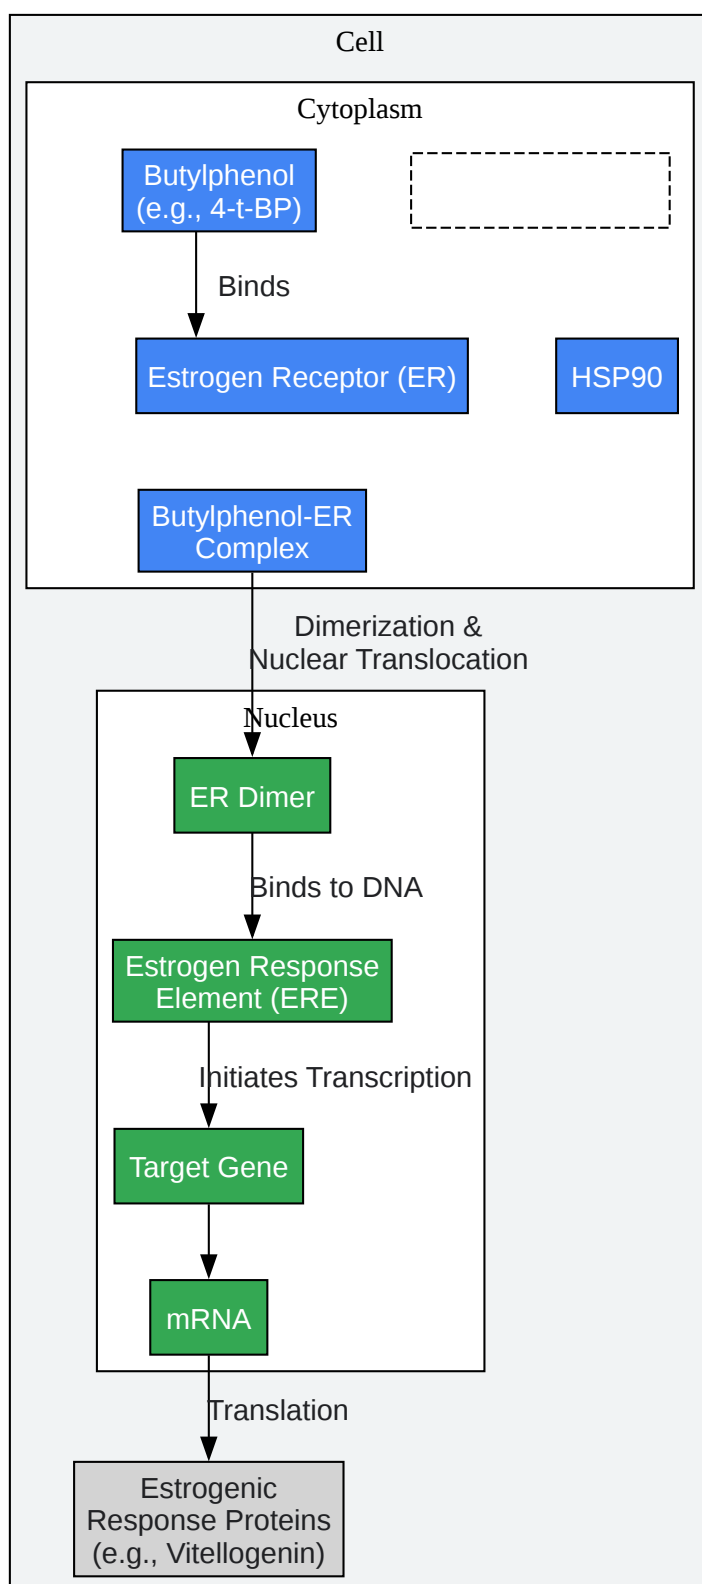 Cell
Cytoplasm
Butylphenol
(e.g., 4-t-BP)
Binds
Estrogen Receptor (ER)
HSP90
Butylphenol-ER
Complex
Dimerization &
Nuclear Translocation
Nucleus
ER Dimer
Binds to DNA
Estrogen Response
Element (ERE)
Initiates Transcription
Target Gene
mRNA
Translation
Estrogenic
Response Proteins
(e.g., Vitellogenin)